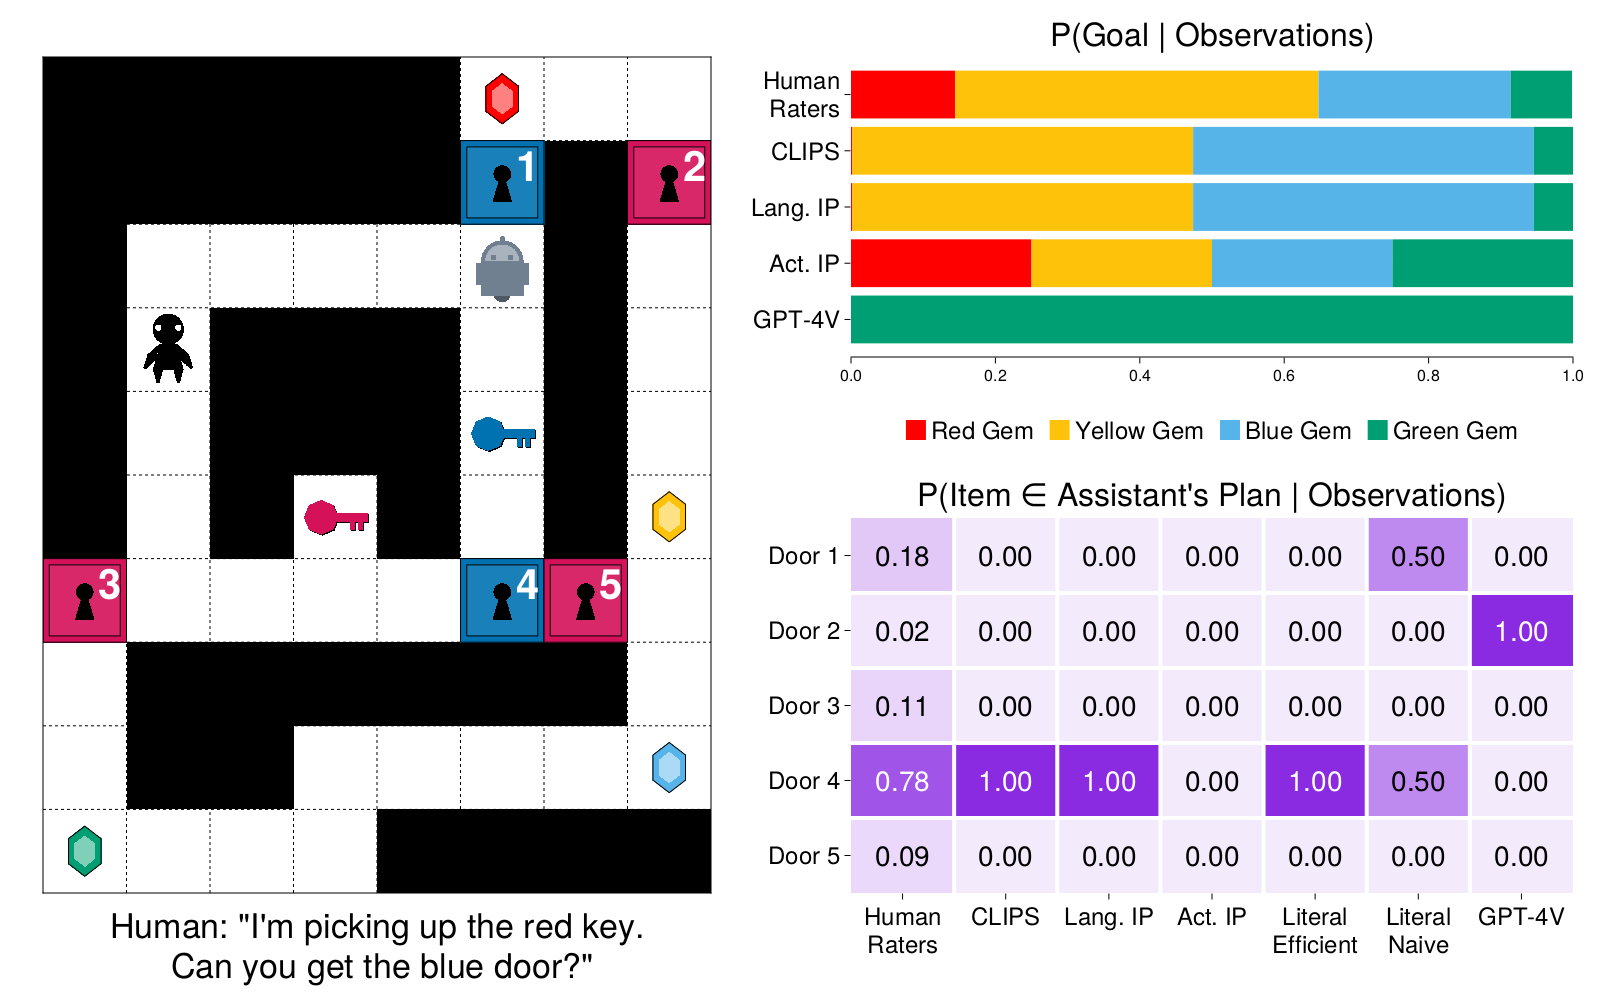 1
2
3
4
5
Human: "I'm picking up the red key.
Can you get the blue door?"
P(Goal | Observations)
Human
Raters
CLIPS
Lang. IP
Act. IP
GPT-4V
0.0 0.2 0.4 0.6 0.8 1.0
Red Gem Yellow Gem Blue Gem Green Gem
P(Item ∈ Assistant's Plan | Observations)
Door 1 0.18 0.00 0.00 0.00 0.00 0.50 0.00
Door 2 0.02 0.00 0.00 0.00 0.00 0.00 1.00
Door 3 0.11 0.00 0.00 0.00 0.00 0.00 0.00
Door 4 0.78 1.00 1.00 0.00 1.00 0.50 0.00
Door 5 0.09 0.00 0.00 0.00 0.00 0.00 0.00
Human CLIPS Lang. IP Act. IP Literal Literal GPT-4V
Raters Efficient Naive